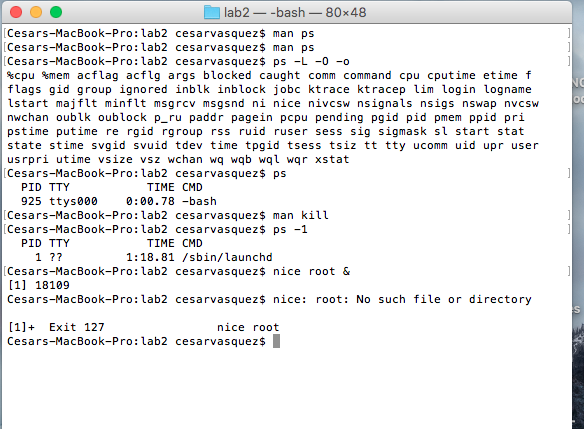 lab2 — -bash — 80×48
[Cesars-MacBook-Pro:lab2 cesarvasquez$ man ps ]
[Cesars-MacBook-Pro:lab2 cesarvasquez$ man ps ]
[Cesars-MacBook-Pro:lab2 cesarvasquez$ ps -L -O -o ]
%cpu %mem acflag acflg args blocked caught comm command cpu cputime etime f
flags gid group ignored inblk inblock jobc ktrace ktracep lim login logname
lstart majflt minflt msgrcv msgsnd ni nice nivcsw nsignals nsigs nswap nvcsw
nwchan oublk oublock p_ru paddr pagein pcpu pending pgid pid pmem ppid pri
pstime putime re rgid rgroup rss ruid ruser sess sig sigmask sl start stat
state stime svgid svuid tdev time tpgid tsess tsiz tt tty ucomm uid upr user
usrpri utime vsize vsz wchan wq wqb wql wqr xstat
[Cesars-MacBook-Pro:lab2 cesarvasquez$ ps ]
PID TTY TIME CMD
925 ttys000 0:00.78 -bash
[Cesars-MacBook-Pro:lab2 cesarvasquez$ man kill ]
[Cesars-MacBook-Pro:lab2 cesarvasquez$ ps -1 ]
PID TTY TIME CMD
1 ?? 1:18.81 /sbin/launchd
[Cesars-MacBook-Pro:lab2 cesarvasquez$ nice root & ]
[1] 18109
Cesars-MacBook-Pro:lab2 cesarvasquez$ nice: root: No such file or directory
[1]+ Exit 127 nice root
Cesars-MacBook-Pro:lab2 cesarvasquez$